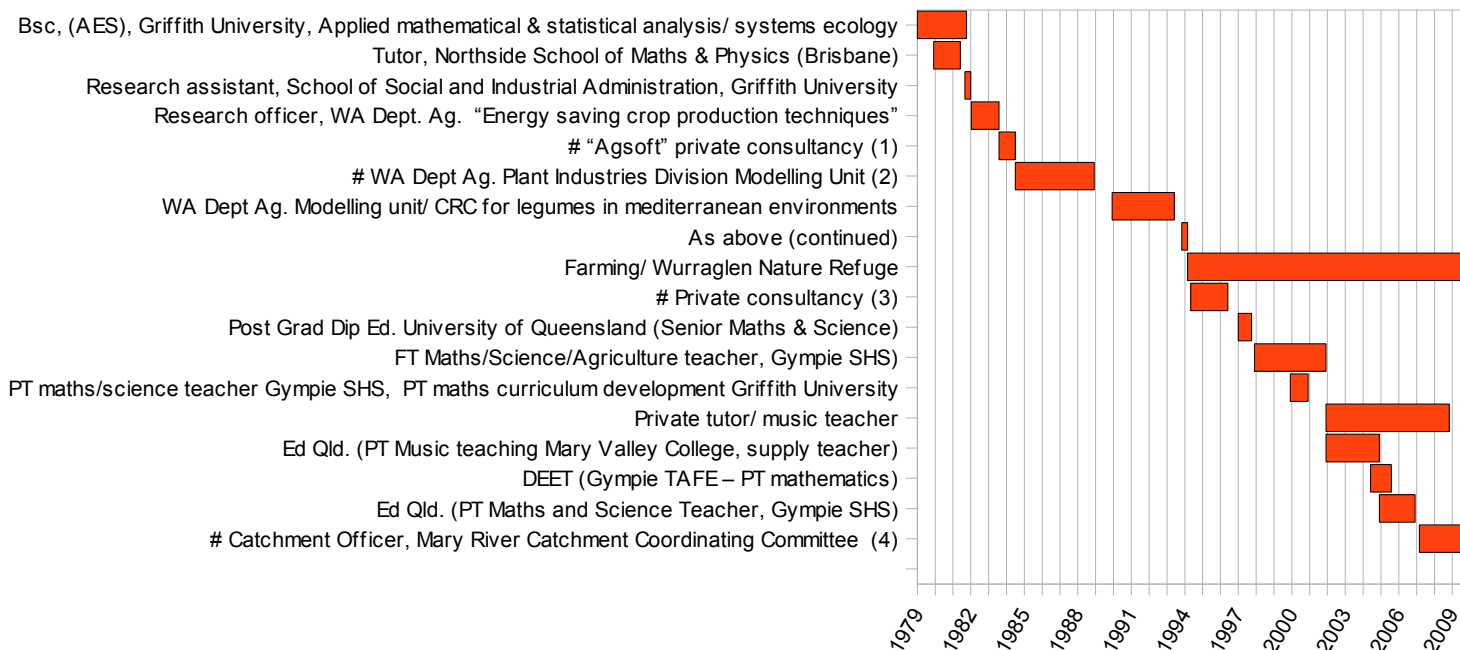 Bsc, (AES), Griffith University, Applied mathematical & statistical analysis/ systems ecology
Tutor, Northside School of Maths & Physics (Brisbane)
Research assistant, School of Social and Industrial Administration, Griffith University
Research officer, WA Dept. Ag. “Energy saving crop production techniques”
# “Agsoft” private consultancy (1)
# WA Dept Ag. Plant Industries Division Modelling Unit (2)
WA Dept Ag. Modelling unit/ CRC for legumes in mediterranean environments
As above (continued)
Farming/ Wurraglen Nature Refuge
# Private consultancy (3)
Post Grad Dip Ed. University of Queensland (Senior Maths & Science)
FT Maths/Science/Agriculture teacher, Gympie SHS)
PT maths/science teacher Gympie SHS, PT maths curriculum development Griffith University
Private tutor/ music teacher
Ed Qld. (PT Music teaching Mary Valley College, supply teacher)
DEET (Gympie TAFE – PT mathematics)
Ed Qld. (PT Maths and Science Teacher, Gympie SHS)
# Catchment Officer, Mary River Catchment Coordinating Committee (4)
1979 1982 1985 1988 1991 1994 1997 2000 2003 2006 2009